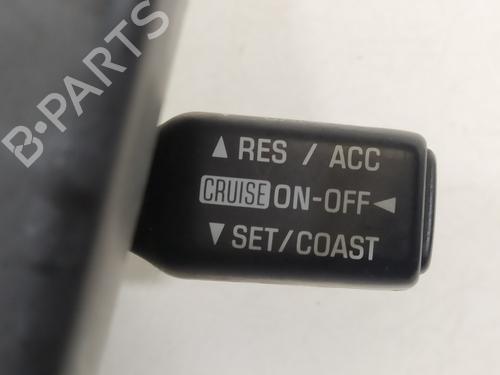 B-PARTS
▲ RES / ACC
CRUISE ON-OFF◄
▼ SET/COAST